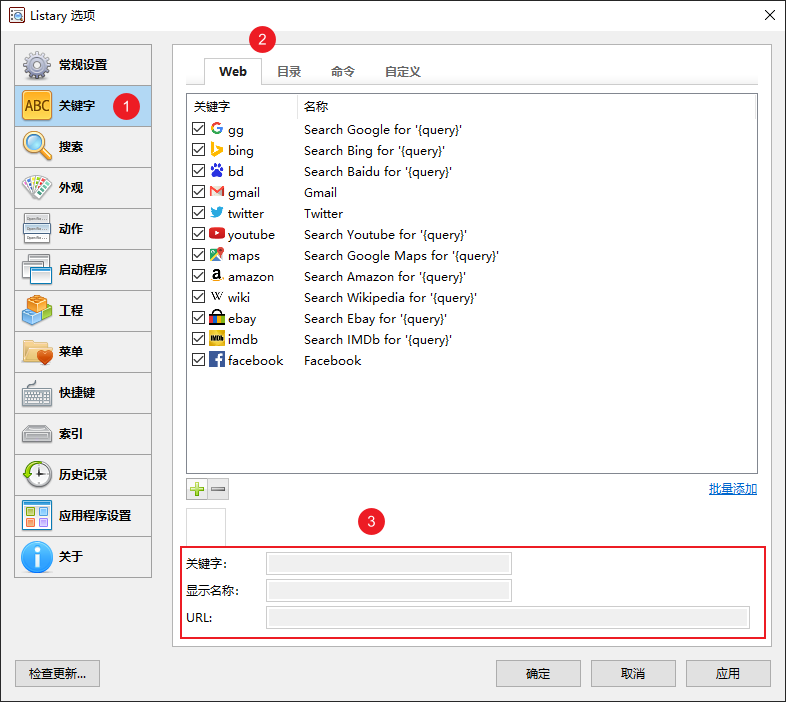 Listary 选项
2
常规设置
ABC 关键字 1
搜索
外观
动作
启动程序
工程
菜单
快捷键
索引
历史记录
应用程序设置
关于
Web 目录 命令 自定义
关键字 名称
gg Search Google for '{query}'
bing Search Bing for '{query}'
bd Search Baidu for '{query}'
gmail Gmail
twitter Twitter
youtube Search Youtube for '{query}'
maps Search Google Maps for '{query}'
amazon Search Amazon for '{query}'
wiki Search Wikipedia for '{query}'
ebay Search Ebay for '{query}'
imdb Search IMDb for '{query}'
facebook Facebook
批量添加
3
关键字:
显示名称:
URL:
检查更新... 确定 取消 应用